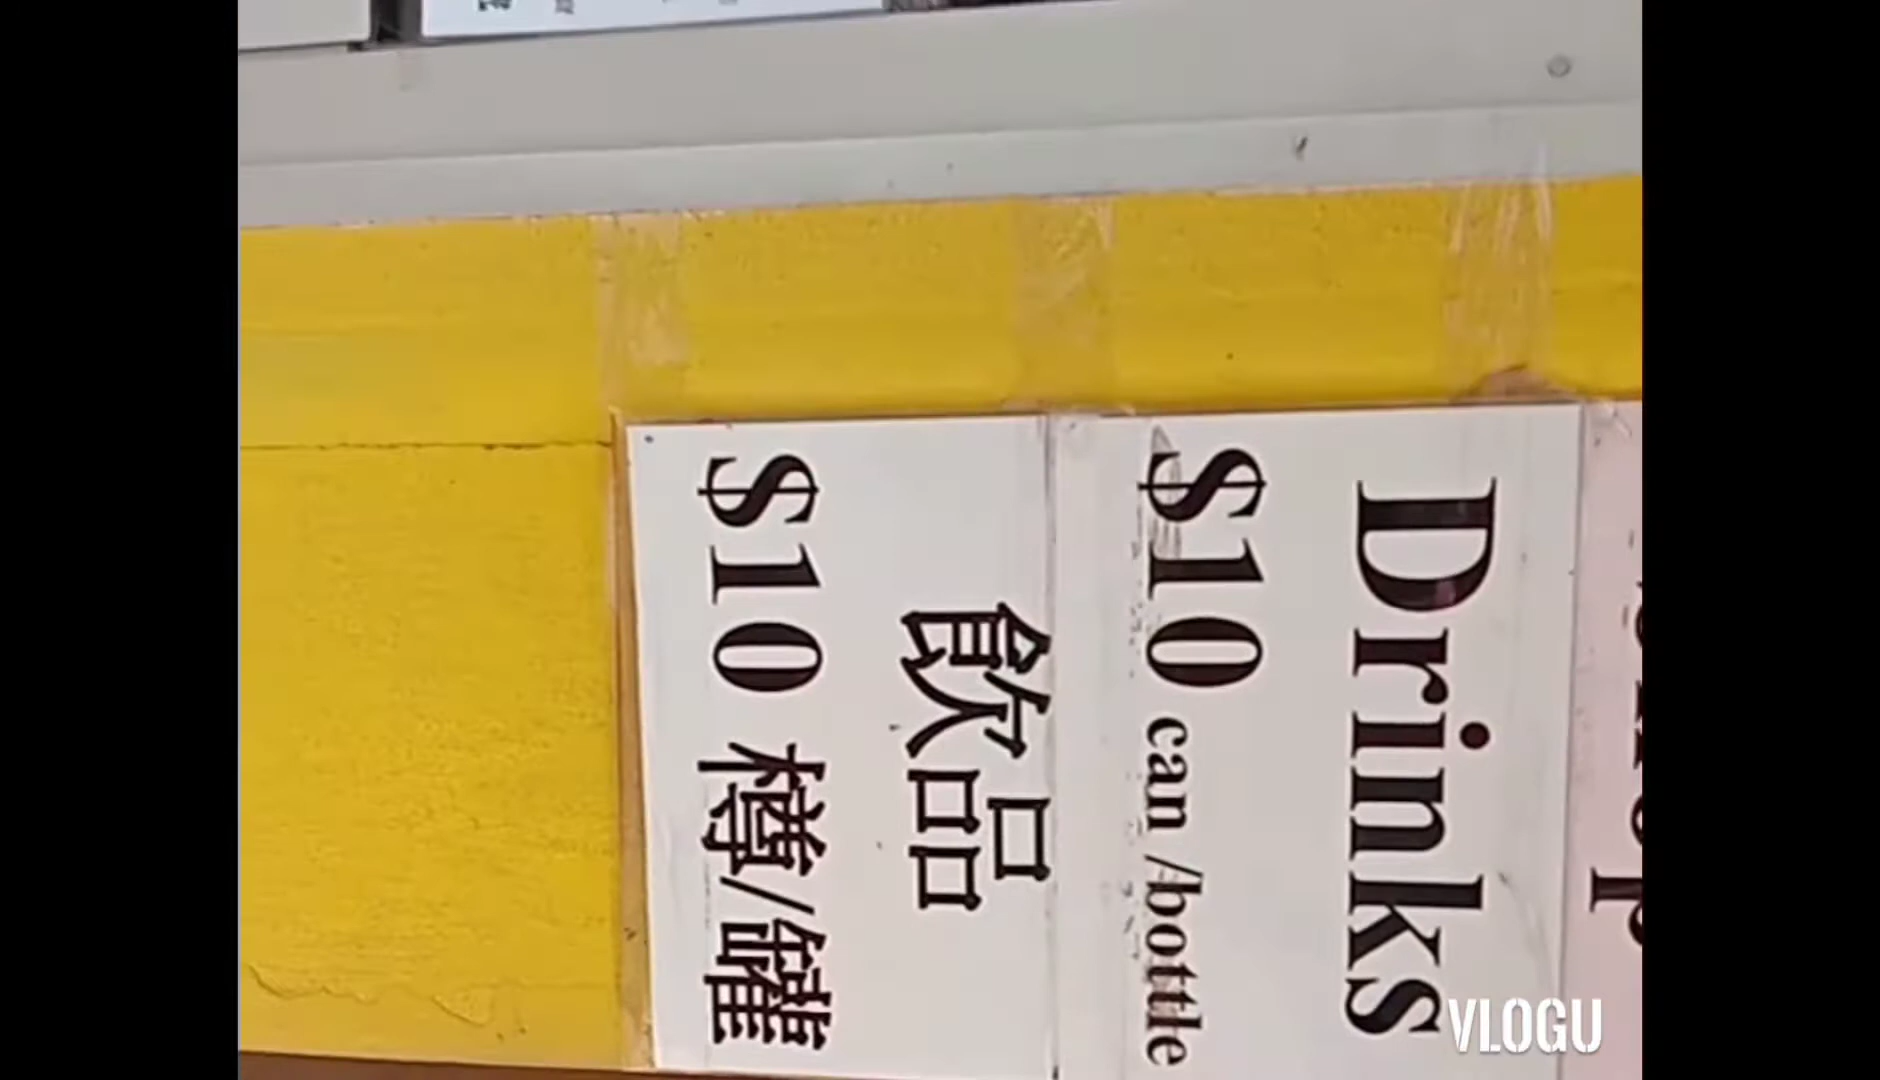 Drinks
$10 can /bottle
飲品
$10 樽/罐
VLOGU